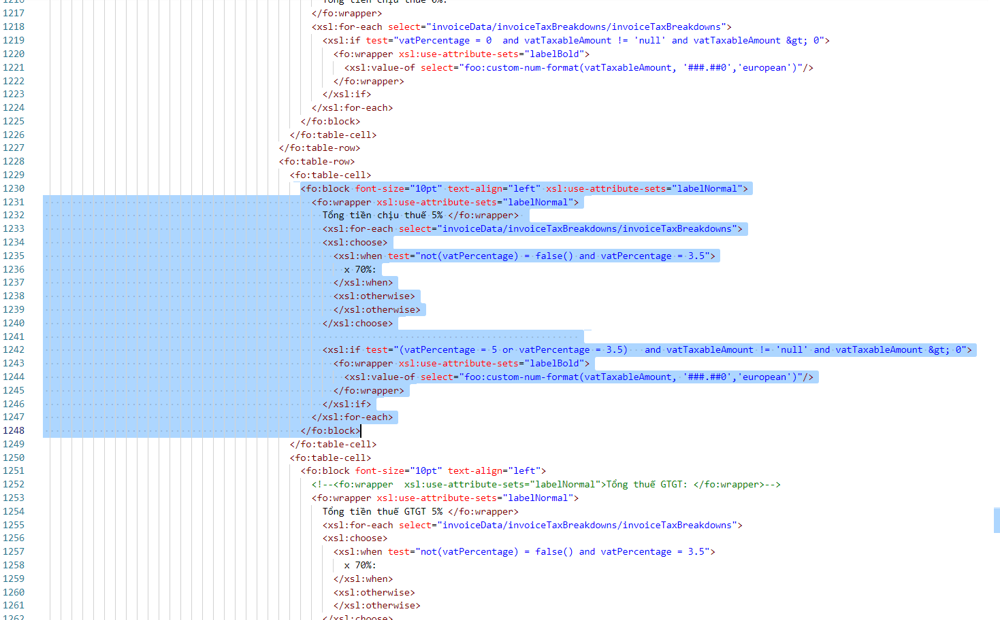 1216 Tổng tiền chịu thuế 0%:
1217 </fo:wrapper>
1218 <xsl:for-each select="invoiceData/invoiceTaxBreakdowns/invoiceTaxBreakdowns">
1219 <xsl:if test="vatPercentage = 0  and vatTaxableAmount != 'null' and vatTaxableAmount &gt; 0">
1220 <fo:wrapper xsl:use-attribute-sets="labelBold">
1221 <xsl:value-of select="foo:custom-num-format(vatTaxableAmount, '###.##0','european')"/>
1222 </fo:wrapper>
1223 </xsl:if>
1224 </xsl:for-each>
1225 </fo:block>
1226 </fo:table-cell>
1227 </fo:table-row>
1228 <fo:table-row>
1229 <fo:table-cell>
1230 <fo:block font-size="10pt" text-align="left" xsl:use-attribute-sets="labelNormal">
1231 <fo:wrapper xsl:use-attribute-sets="labelNormal">
1232 Tổng tiền chịu thuế 5% </fo:wrapper>
1233 <xsl:for-each select="invoiceData/invoiceTaxBreakdowns/invoiceTaxBreakdowns">
1234 <xsl:choose>
1235 <xsl:when test="not(vatPercentage) = false() and vatPercentage = 3.5">
1236 x 70%:
1237 </xsl:when>
1238 <xsl:otherwise>
1239 </xsl:otherwise>
1240 </xsl:choose>
1241
1242 <xsl:if test="(vatPercentage = 5 or vatPercentage = 3.5)   and vatTaxableAmount != 'null' and vatTaxableAmount &gt; 0">
1243 <fo:wrapper xsl:use-attribute-sets="labelBold">
1244 <xsl:value-of select="foo:custom-num-format(vatTaxableAmount, '###.##0','european')"/>
1245 </fo:wrapper>
1246 </xsl:if>
1247 </xsl:for-each>
1248 </fo:block>
1249 </fo:table-cell>
1250 <fo:table-cell>
1251 <fo:block font-size="10pt" text-align="left">
1252 <!--<fo:wrapper  xsl:use-attribute-sets="labelNormal">Tổng thuế GTGT: </fo:wrapper>-->
1253 <fo:wrapper xsl:use-attribute-sets="labelNormal">
1254 Tổng tiền thuế GTGT 5% </fo:wrapper>
1255 <xsl:for-each select="invoiceData/invoiceTaxBreakdowns/invoiceTaxBreakdowns">
1256 <xsl:choose>
1257 <xsl:when test="not(vatPercentage) = false() and vatPercentage = 3.5">
1258 x 70%:
1259 </xsl:when>
1260 <xsl:otherwise>
1261 </xsl:otherwise>
1262 </xsl:choose>